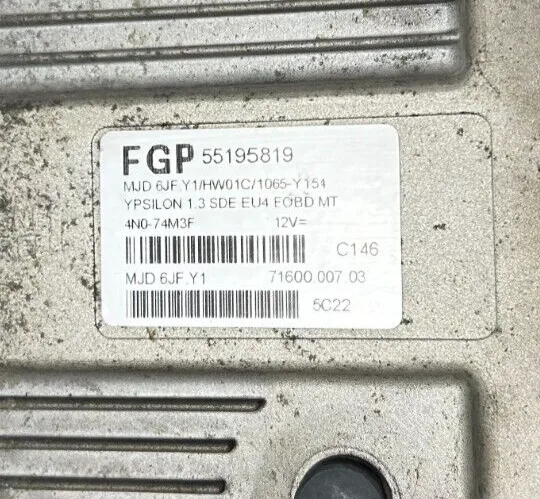 FGP 55195819
MJD 6JF.Y1/HW01C/1065-Y154
YPSILON 1.3 SDE EU4 EOBD MT
4N0-74M3F 12V=
C146
MJD 6JF.Y1 71600.007.03
5C22